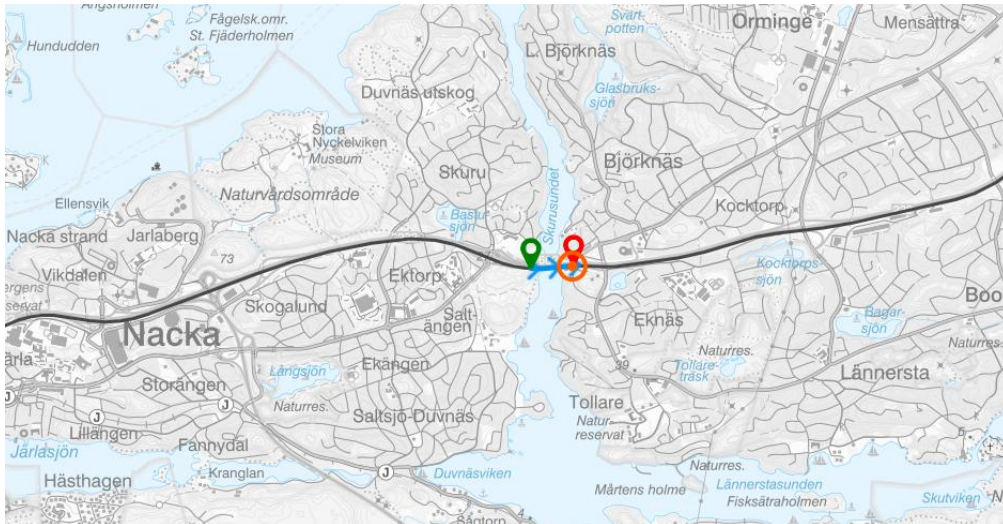 Ängsholmen
Fågelsk.omr.
St. Fjäderholmen
Hundudden
Svart-
potten
Orminge
Mensättra
L. Björknäs
Glasbruks-
sjön
Duvnäs utskog
Stora
Nyckelviken
Museum
K
Björknäs
Skuru
Naturvårdsområde
Skurusundet
Ellensvik
Bastu-
sjön
Kocktorp
Nacka strand
Jarlaberg
73
Vikdalen
Ektorp
Kocktorps-
sjön
Skogalund
Salt-
ängen
Boo
Eknäs
Bagar-
sjön
Nacka
Naturres.
Naturres.
Ekängen
Långsjön
39
Tollare-
träsk
Lännersta
Storängen
J
J
J
Naturres.
Saltsjö-Duvnäs
Tollare
Natur-
reservat
Lillängen
Fannydal
Järlasjön
Kranglan
J
Duvnäsviken
Naturres.
Lännerstasunden
Hästhagen
Mårtens holme
Fisksätraholmen
Skutviken